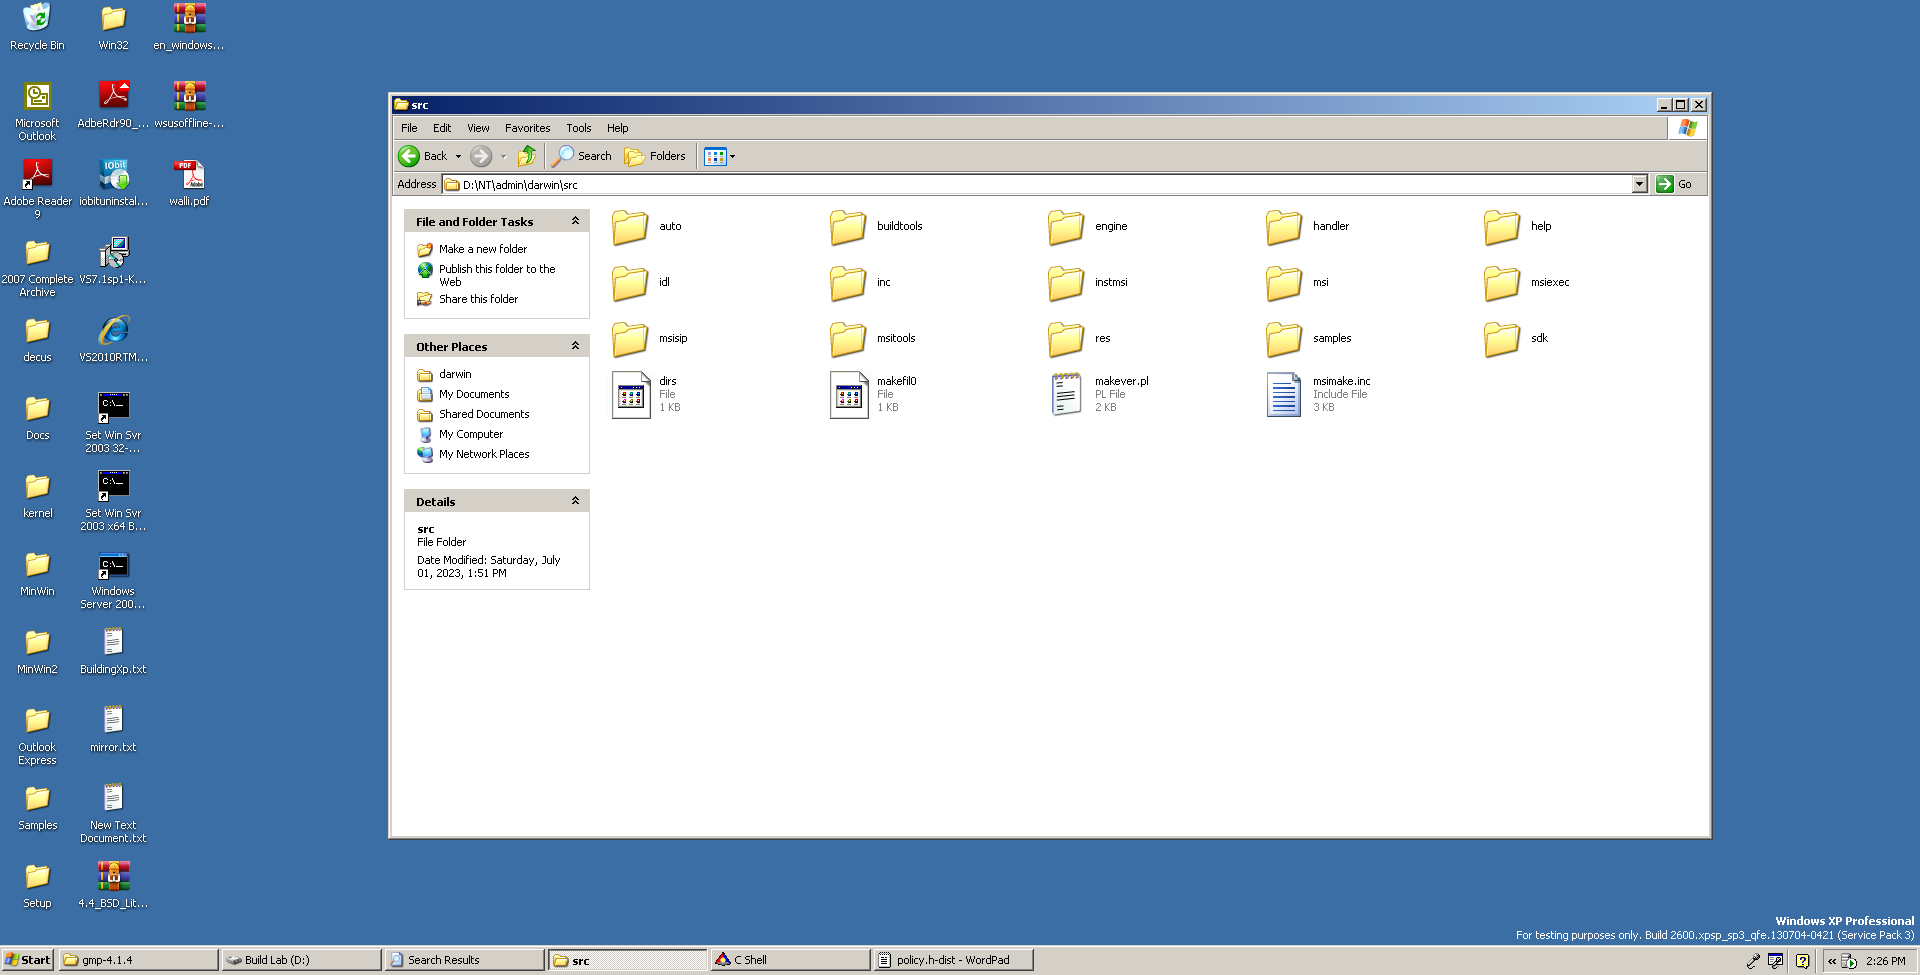 Recycle Bin
Win32
en_windows...
Microsoft
Outlook
AdbeRdr90_...
wsusoffline-...
Adobe Reader
9
iobituninstal...
walli.pdf
2007 Complete
Archive
VS7.1sp1-K...
decus
VS2010RTM...
Docs
Set Win Svr
2003 32-...
kernel
Set Win Svr
2003 x64 B...
MinWin
Windows
Server 200...
MinWin2
BuildingXp.txt
Outlook
Express
mirror.txt
Samples
New Text
Document.txt
Setup
4.4_BSD_Lit...
src
File Edit View Favorites Tools Help
Back Search Folders
Address D:\NT\admin\darwin\src Go
File and Folder Tasks
Make a new folder
Publish this folder to the
Web
Share this folder
Other Places
darwin
My Documents
Shared Documents
My Computer
My Network Places
Details
src
File Folder
Date Modified: Saturday, July
01, 2023, 1:51 PM
auto buildtools engine handler help
idl inc instmsi msi msiexec
msisip msitools res samples sdk
dirs
File
1 KB
makefil0
File
1 KB
makever.pl
PL File
2 KB
msimake.inc
Include File
3 KB
Windows XP Professional
For testing purposes only. Build 2600.xpsp_sp3_qfe.130704-0421 (Service Pack 3)
Start gmp-4.1.4 Build Lab (D:) Search Results src C Shell policy.h-dist - WordPad 2:26 PM